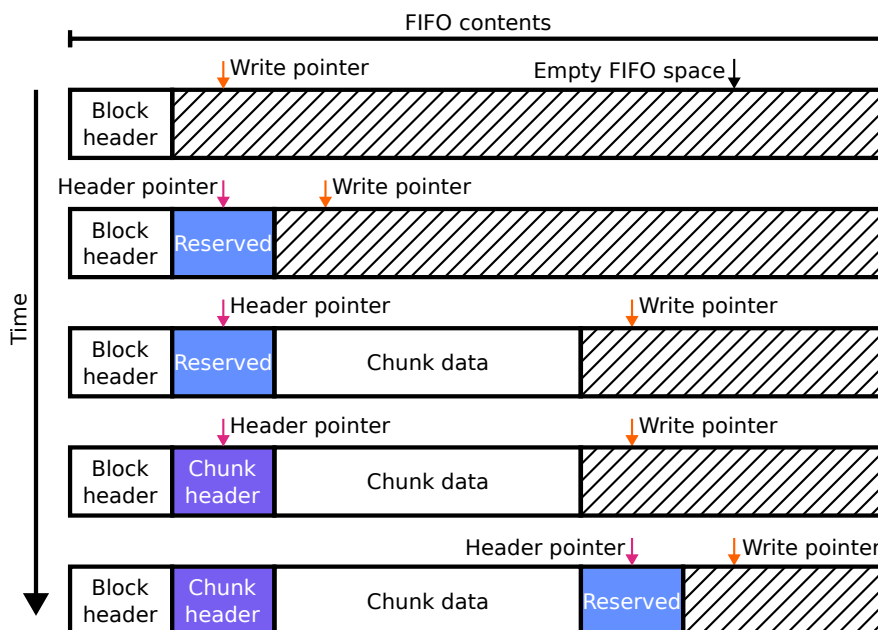 FIFO contents
Write pointer
Empty FIFO space
Block
header
Header pointer
Write pointer
Block
header
Reserved
Time
Header pointer
Write pointer
Block
header
Reserved
Chunk data
Header pointer
Write pointer
Block
header
Chunk
header
Chunk data
Header pointer
Write pointer
Block
header
Chunk
header
Chunk data
Reserved